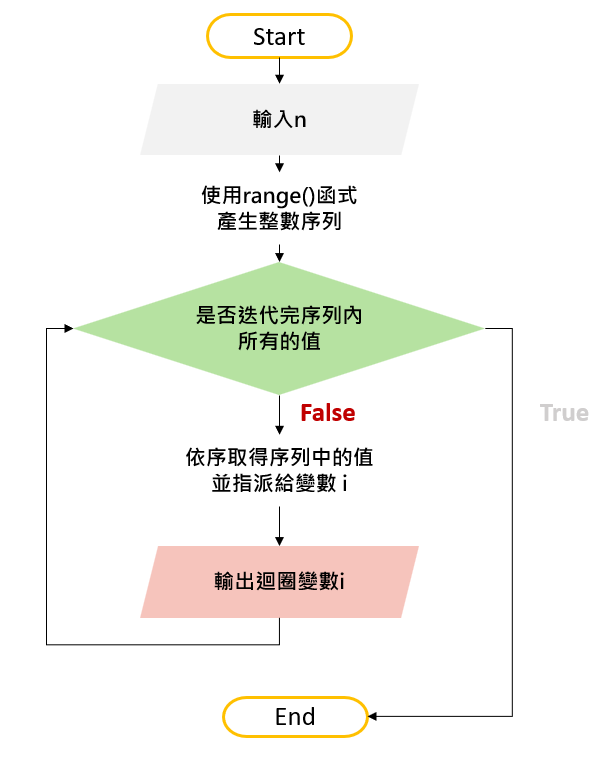 Start
輸入n
使用range()函式
產生整數序列
是否迭代完序列內
所有的值
False
True
依序取得序列中的值
並指派給變數 i
輸出迴圈變數i
End